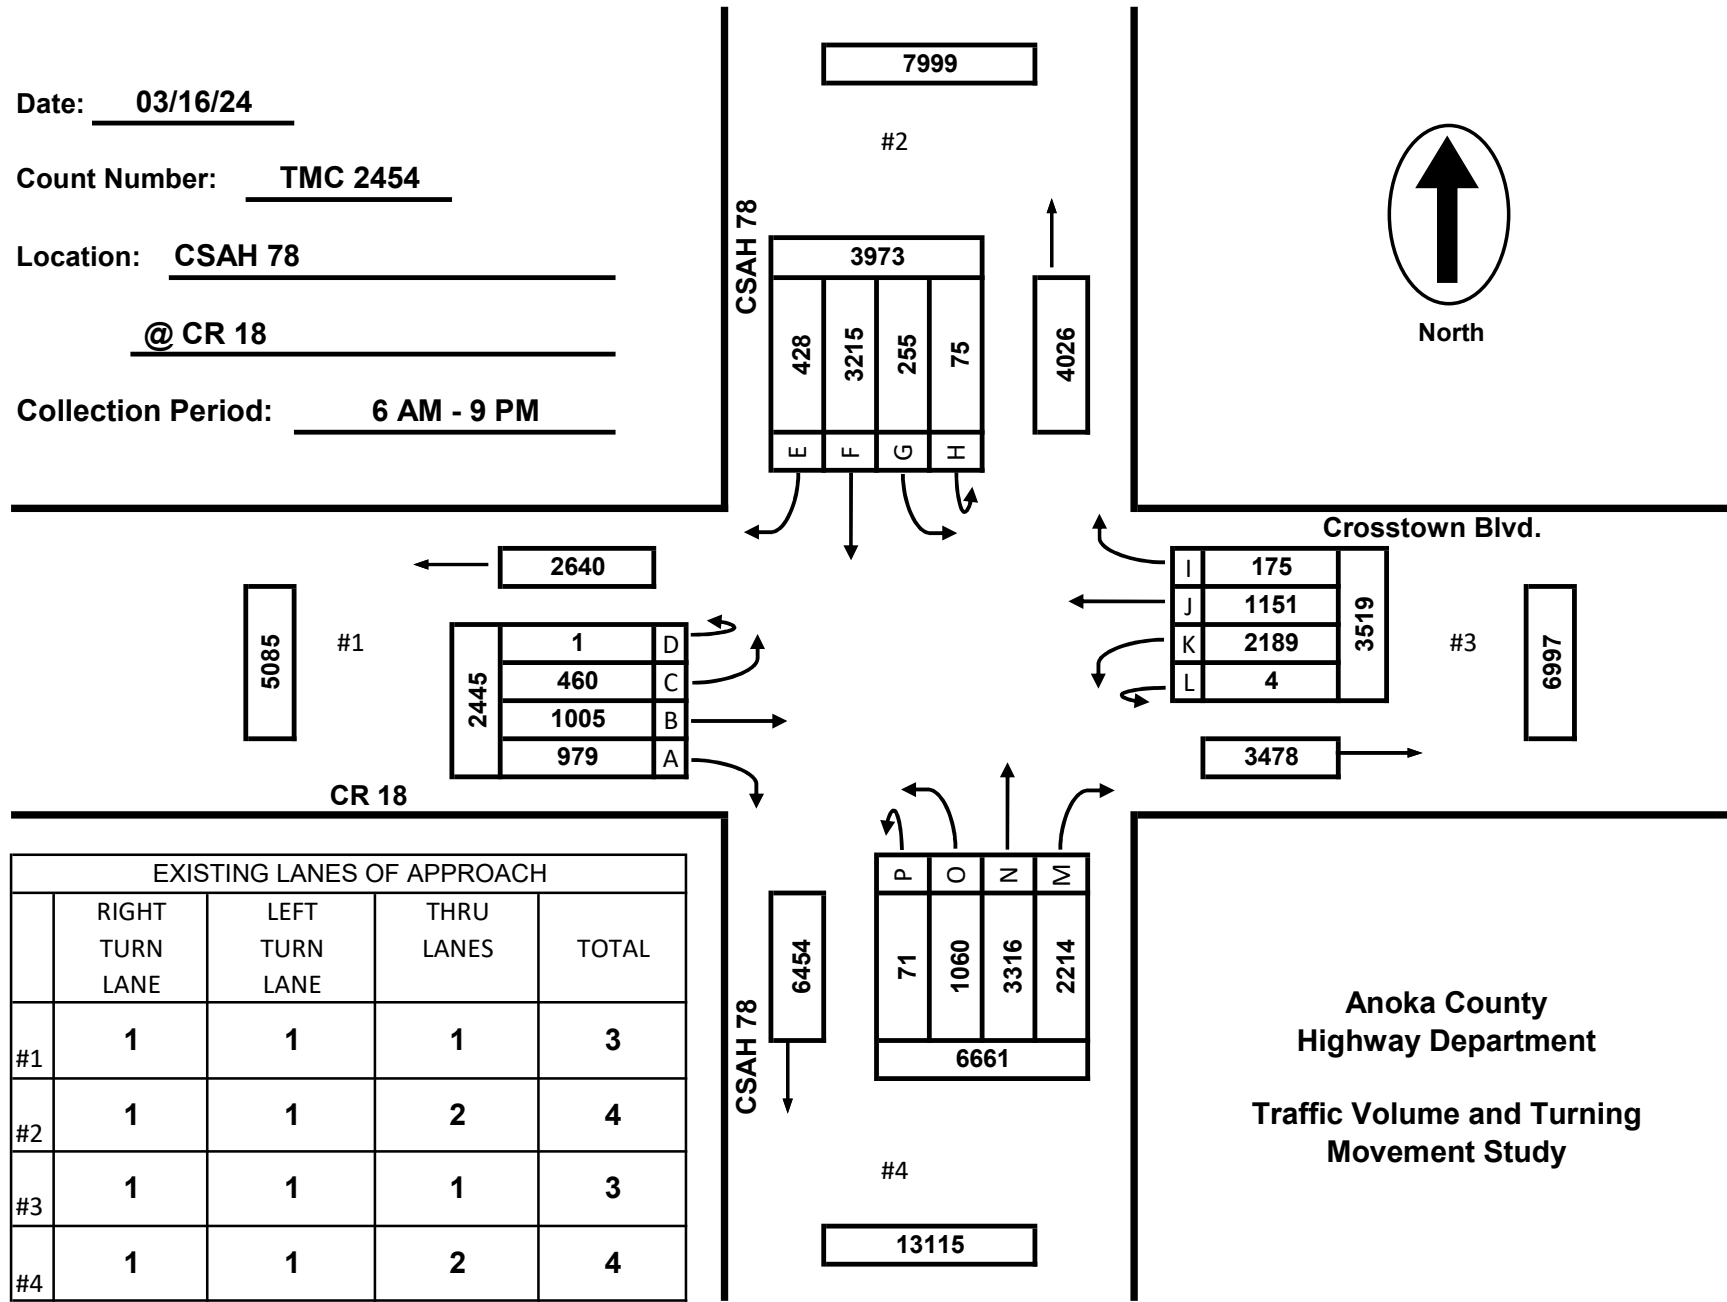 Date: 03/16/24
Count Number: TMC 2454
Location: CSAH 78
@ CR 18
Collection Period: 6 AM - 9 PM
7999
#2
CSAH 78
3973
428 3215 255 75
E F G H
4026
North
Crosstown Blvd.
2640
5085
#1
2445
1 D
460 C
1005 B
979 A
CR 18
I 175
J 1151
K 2189
L 4
3519
#3
6997
3478
P O N M
71 1060 3316 2214
6661
6454
CSAH 78
#4
13115
EXISTING LANES OF APPROACH
RIGHT TURN LANE LEFT TURN LANE THRU LANES TOTAL
#1 1 1 1 3
#2 1 1 2 4
#3 1 1 1 3
#4 1 1 2 4
Anoka County
Highway Department
Traffic Volume and Turning
Movement Study